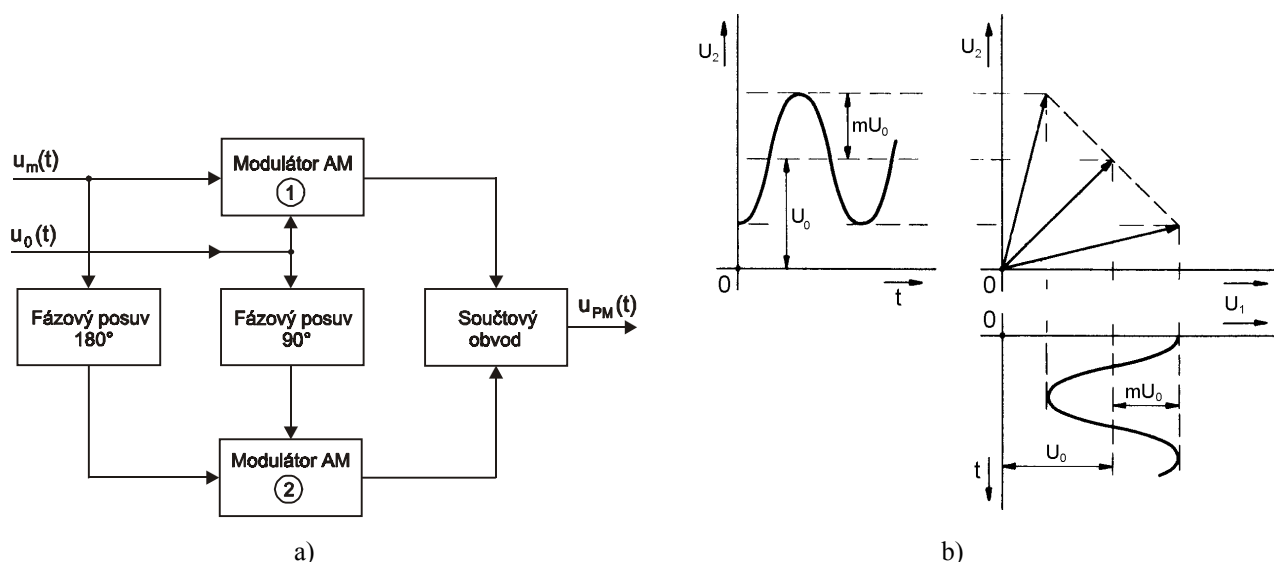 u_m(t)
u_0(t)
Modulátor AM
1
Fázový posuv
180°
Fázový posuv
90°
Součtový
obvod
u_PM(t)
Modulátor AM
2
a)
U_2
mU_0
U_0
0
t
U_2
0
U_1
0
mU_0
U_0
t
b)